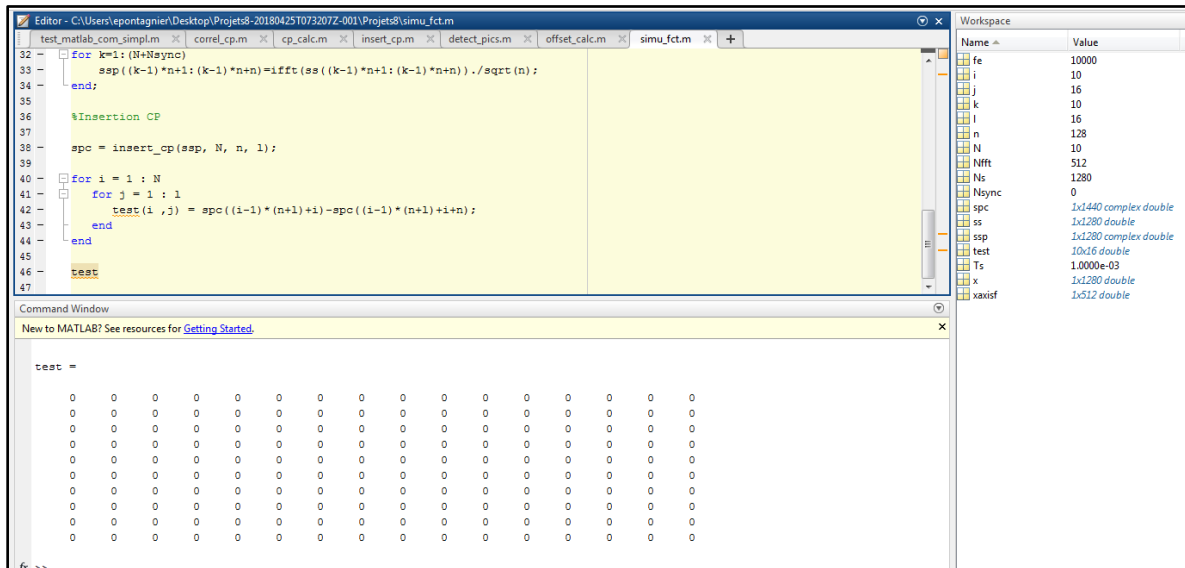 Editor - C:\Users\epontagnier\Desktop\Projets8-20180425T073207Z-001\Projets8\simu_fct.m
test_matlab_com_simpl.m correl_cp.m cp_calc.m insert_cp.m detect_pics.m offset_calc.m simu_fct.m +
32 - for k=1:(N+Nsync)
33 - ssp((k-1)*n+1:(k-1)*n+n)=ifft(ss((k-1)*n+1:(k-1)*n+n))./sqrt(n);
34 - end;
35
36 %Insertion CP
37
38 - spc = insert_cp(ssp, N, n, l);
39
40 - for i = 1 : N
41 - for j = 1 : l
42 - test(i ,j) = spc((i-1)*(n+l)+i)-spc((i-1)*(n+l)+i+n);
43 - end
44 - end
45
46 - test
47
Command Window
New to MATLAB? See resources for Getting Started.
test =
0 0 0 0 0 0 0 0 0 0 0 0 0 0 0 0
0 0 0 0 0 0 0 0 0 0 0 0 0 0 0 0
0 0 0 0 0 0 0 0 0 0 0 0 0 0 0 0
0 0 0 0 0 0 0 0 0 0 0 0 0 0 0 0
0 0 0 0 0 0 0 0 0 0 0 0 0 0 0 0
0 0 0 0 0 0 0 0 0 0 0 0 0 0 0 0
0 0 0 0 0 0 0 0 0 0 0 0 0 0 0 0
0 0 0 0 0 0 0 0 0 0 0 0 0 0 0 0
0 0 0 0 0 0 0 0 0 0 0 0 0 0 0 0
0 0 0 0 0 0 0 0 0 0 0 0 0 0 0 0
fx >>
Workspace
Name Value
fe 10000
i 10
j 16
k 10
l 16
n 128
N 10
Nfft 512
Ns 1280
Nsync 0
spc 1x1440 complex double
ss 1x1280 double
ssp 1x1280 complex double
test 10x16 double
Ts 1.0000e-03
x 1x1280 double
xaxisf 1x512 double